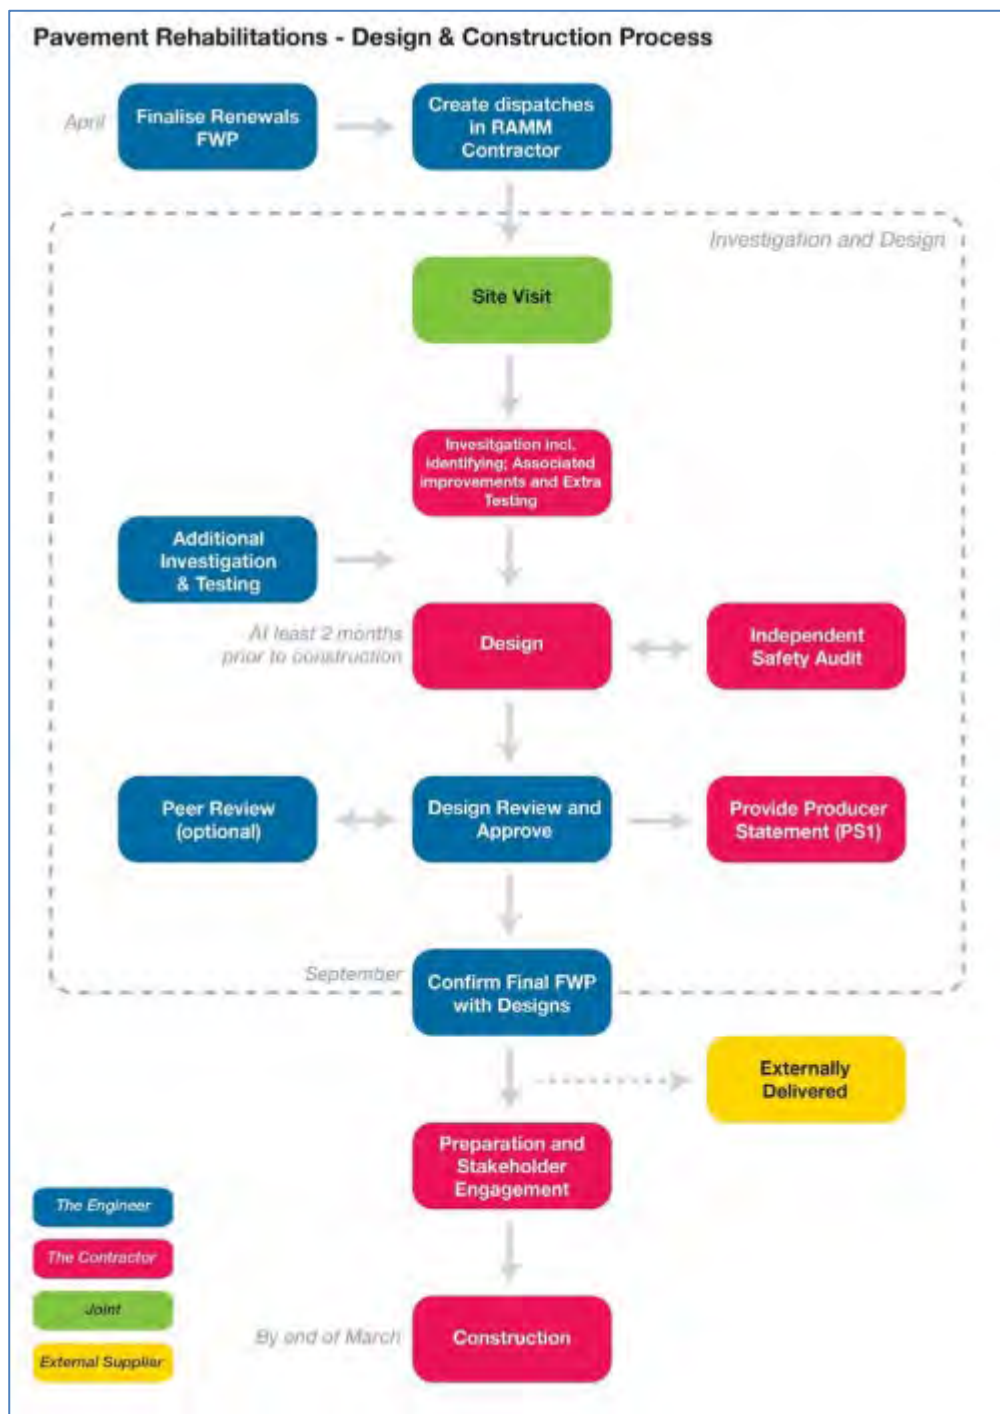 Pavement Rehabilitations - Design & Construction Process
April
Finalise Renewals
FWP
Create dispatches
in RAMM
Contractor
Investigation and Design
Site Visit
Invesitgation incl.
identifying; Associated
improvements and Extra
Testing
Additional
Investigation
& Testing
At least 2 months
prior to construction
Design
Independent
Safety Audit
Peer Review
(optional)
Design Review and
Approve
Provide Producer
Statement (PS1)
September
Confirm Final FWP
with Designs
Externally
Delivered
Preparation and
Stakeholder
Engagement
The Engineer
The Contractor
Joint
External Supplier
By end of March
Construction